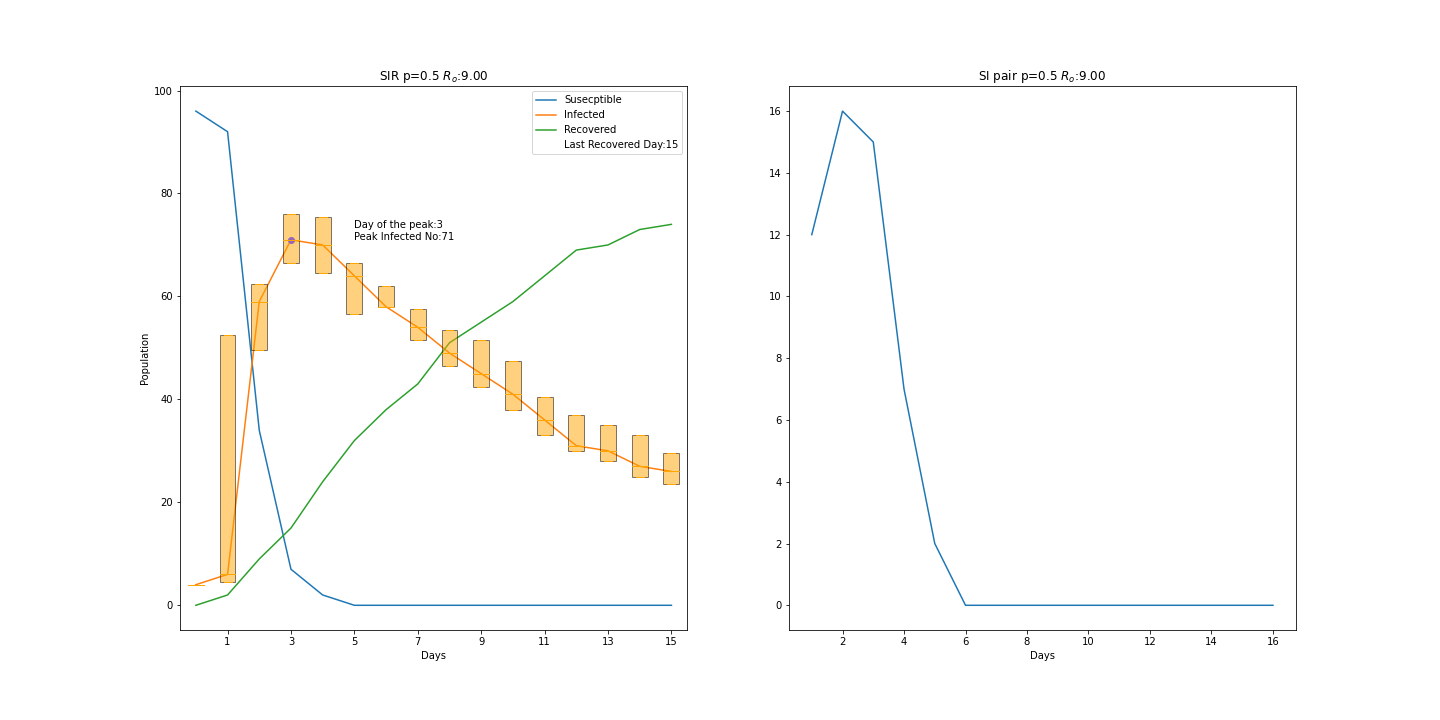 SIR p=0.5 Rₒ:9.00
100
80
60
40
20
0
Population
Susecptible
Infected
Recovered
Last Recovered Day:15
Day of the peak:3
Peak Infected No:71
1 3 5 7 9 11 13 15
Days
SI pair p=0.5 Rₒ:9.00
16
14
12
10
8
6
4
2
0
2 4 6 8 10 12 14 16
Days